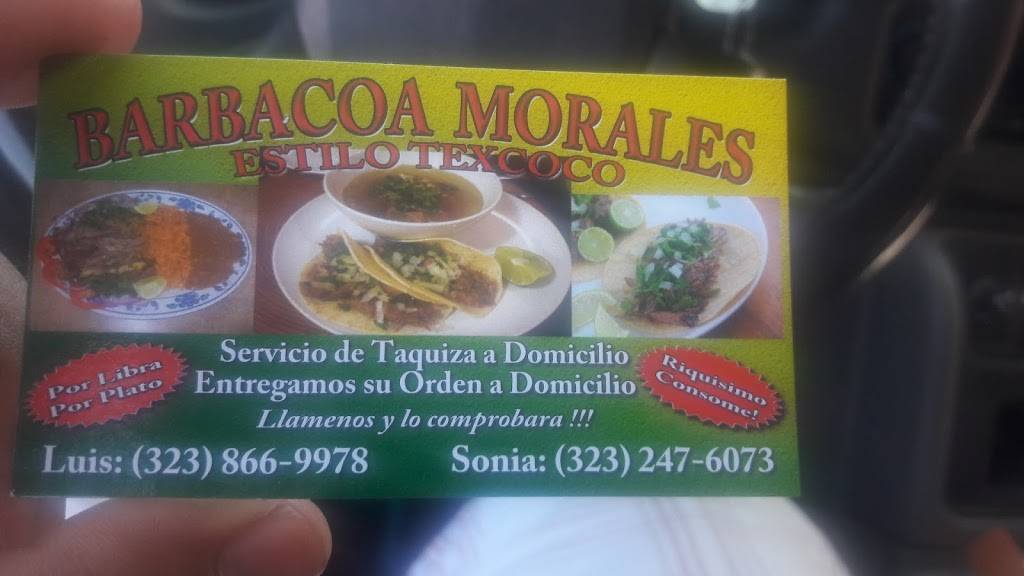 BARBACOA MORALES
ESTILO TEXCOCO
Servicio de Taquiza a Domicilio
Entregamos su Orden a Domicilio
Llamenos y lo comprobara !!!
Por Libra
Por Plato
Riquisimo
Consome!
Luis: (323) 866-9978
Sonia: (323) 247-6073